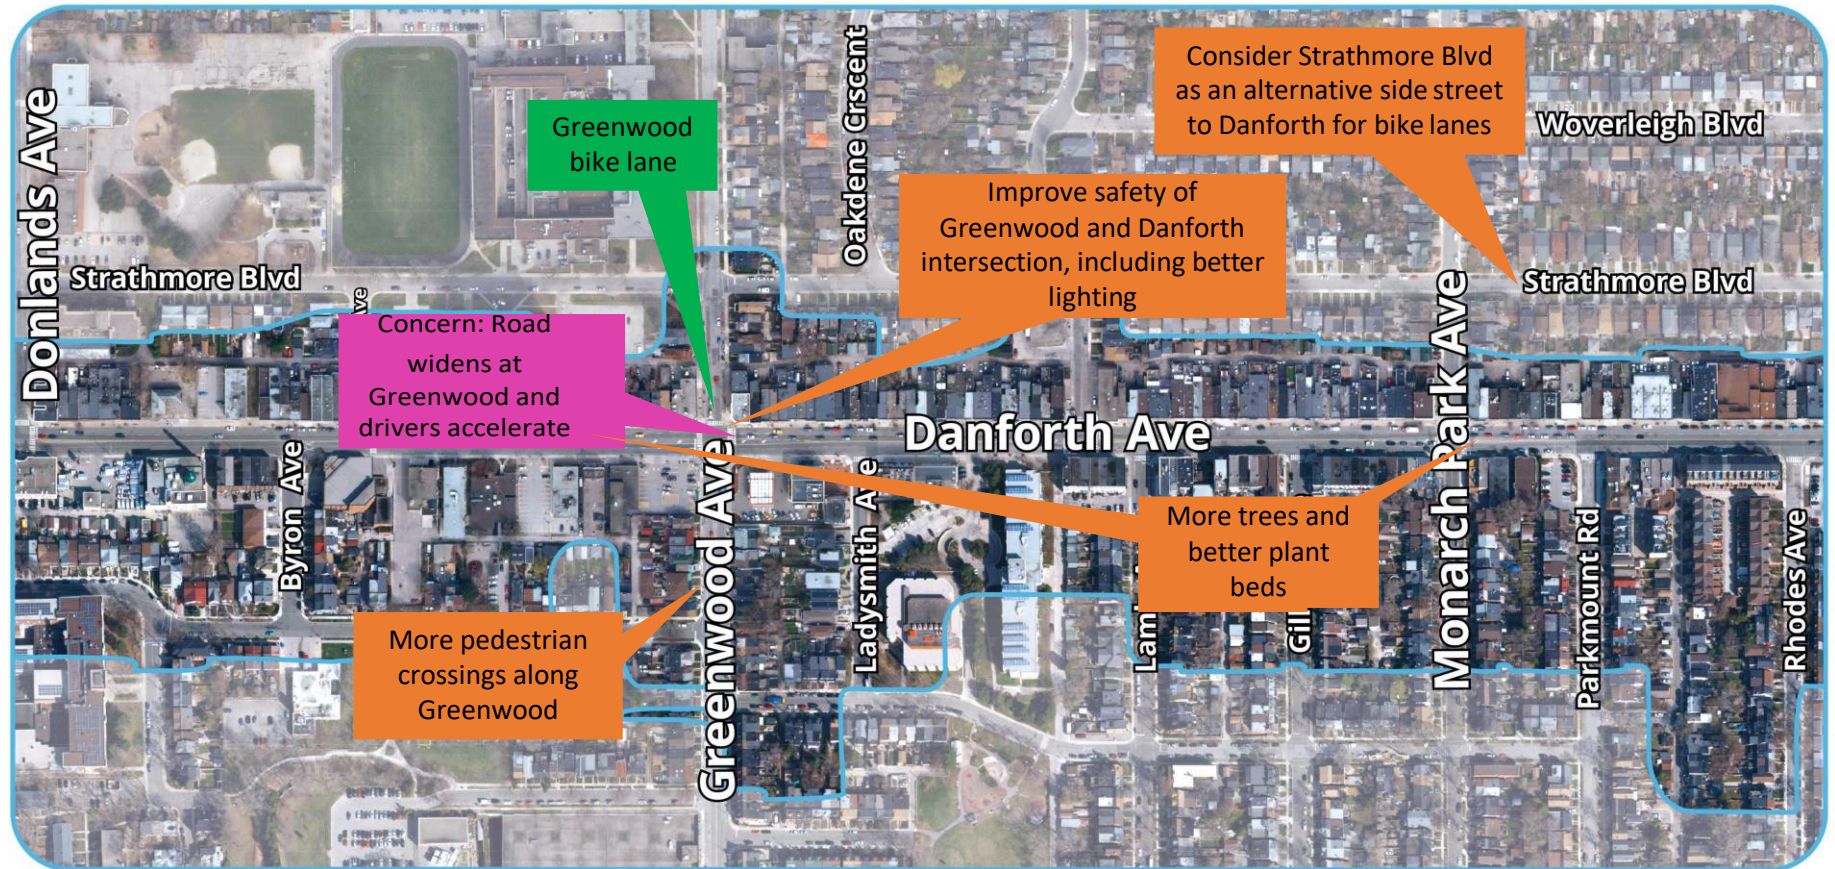 Donlands Ave
Strathmore Blvd
Ave
Greenwood
bike lane
Oakdene Crscent
Consider Strathmore Blvd
as an alternative side street
to Danforth for bike lanes
Woverleigh Blvd
Improve safety of
Greenwood and Danforth
intersection, including better
lighting
Strathmore Blvd
Concern: Road
widens at
Greenwood and
drivers accelerate
Danforth Ave
Byron Ave
Greenwood Ave
Ladysmith A e
More trees and
better plant
beds
Monarch Park Ave
Parkmount Rd
Rhodes Ave
More pedestrian
crossings along
Greenwood